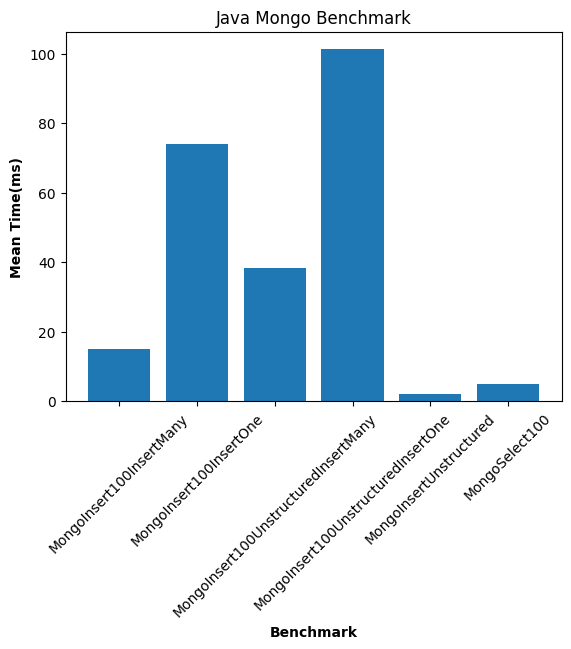 Java Mongo Benchmark
Mean Time(ms)
100
80
60
40
20
0
MongoInsert100InsertMany
MongoInsert100InsertOne
MongoInsert100UnstructuredInsertMany
MongoInsert100UnstructuredInsertOne
MongoInsertUnstructured
MongoSelect100
Benchmark